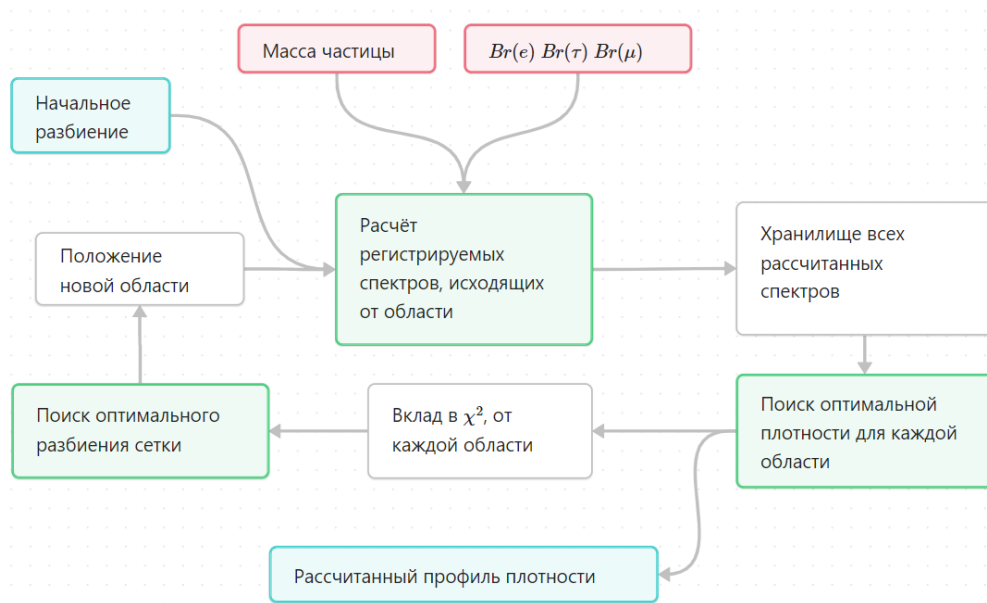 Масса частицы
Br(e) Br(τ) Br(μ)
Начальное
разбиение
Расчёт
регистрируемых
спектров, исходящих
от области
Положение
новой области
Хранилище всех
рассчитанных
спектров
Поиск оптимального
разбиения сетки
Вклад в χ², от
каждой области
Поиск оптимальной
плотности для каждой
области
Рассчитанный профиль плотности